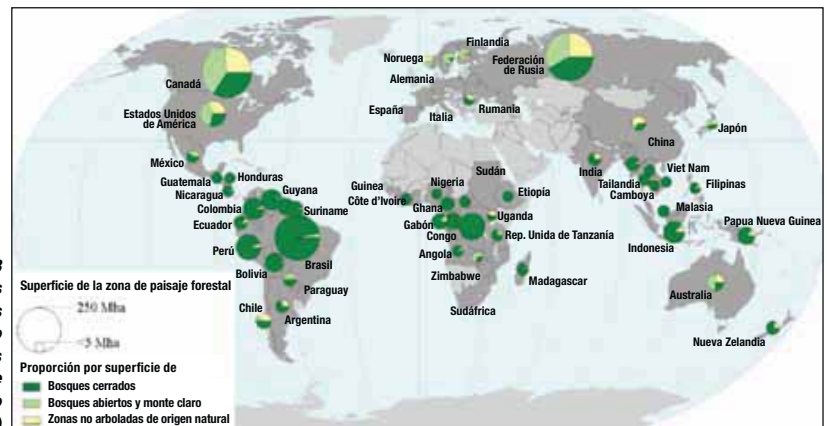 Canadá
Estados Unidos
de América
México
Guatemala
Honduras
Nicaragua
Guyana
Colombia
Suriname
Ecuador
Perú
Brasil
Bolivia
Paraguay
Chile
Argentina
Noruega
Finlandia
Federación
de Rusia
Alemania
España
Italia
Rumania
China
Japón
India
Viet Nam
Tailandia
Camboya
Filipinas
Malasia
Indonesia
Papua Nueva Guinea
Australia
Nueva Zelandia
Sudán
Guinea
Nigeria
Etiopía
Côte d'Ivoire
Ghana
Uganda
Gabón
Congo
Rep. Unida de Tanzanía
Angola
Zimbabwe
Madagascar
Sudáfrica
Superficie de la zona de paisaje forestal
250 Mha
<5 Mha
Proporción por superficie de
Bosques cerrados
Bosques abiertos y monte claro
Zonas no arboladas de origen natural